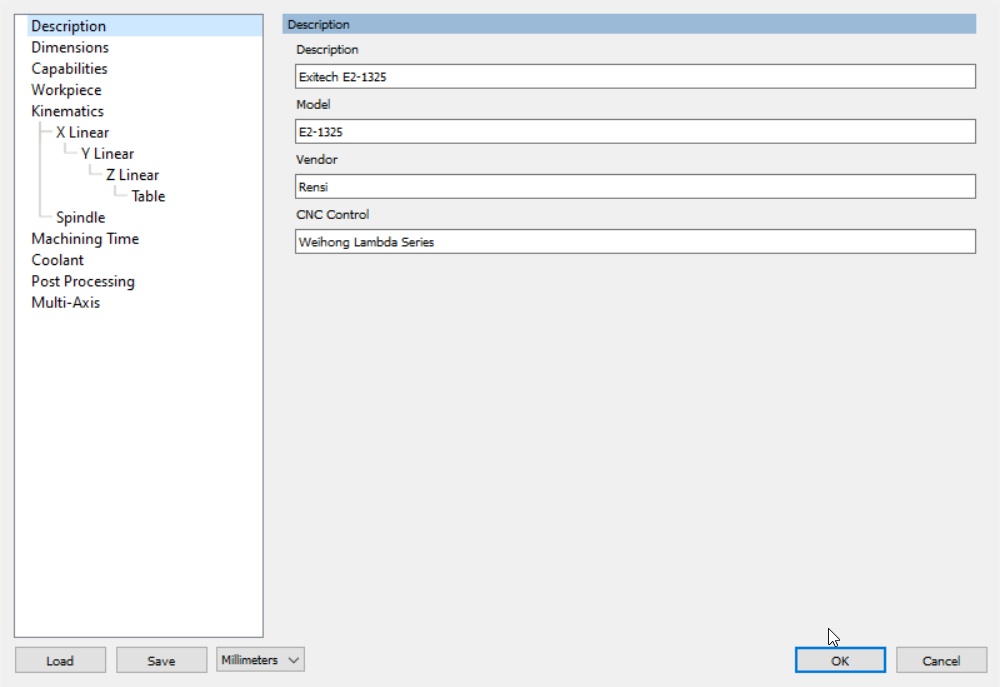 Description
Dimensions
Capabilities
Workpiece
Kinematics
X Linear
Y Linear
Z Linear
Table
Spindle
Machining Time
Coolant
Post Processing
Multi-Axis
Description
Description
Exitech E2-1325
Model
E2-1325
Vendor
Rensi
CNC Control
Weihong Lambda Series
Load
Save
Millimeters
OK
Cancel